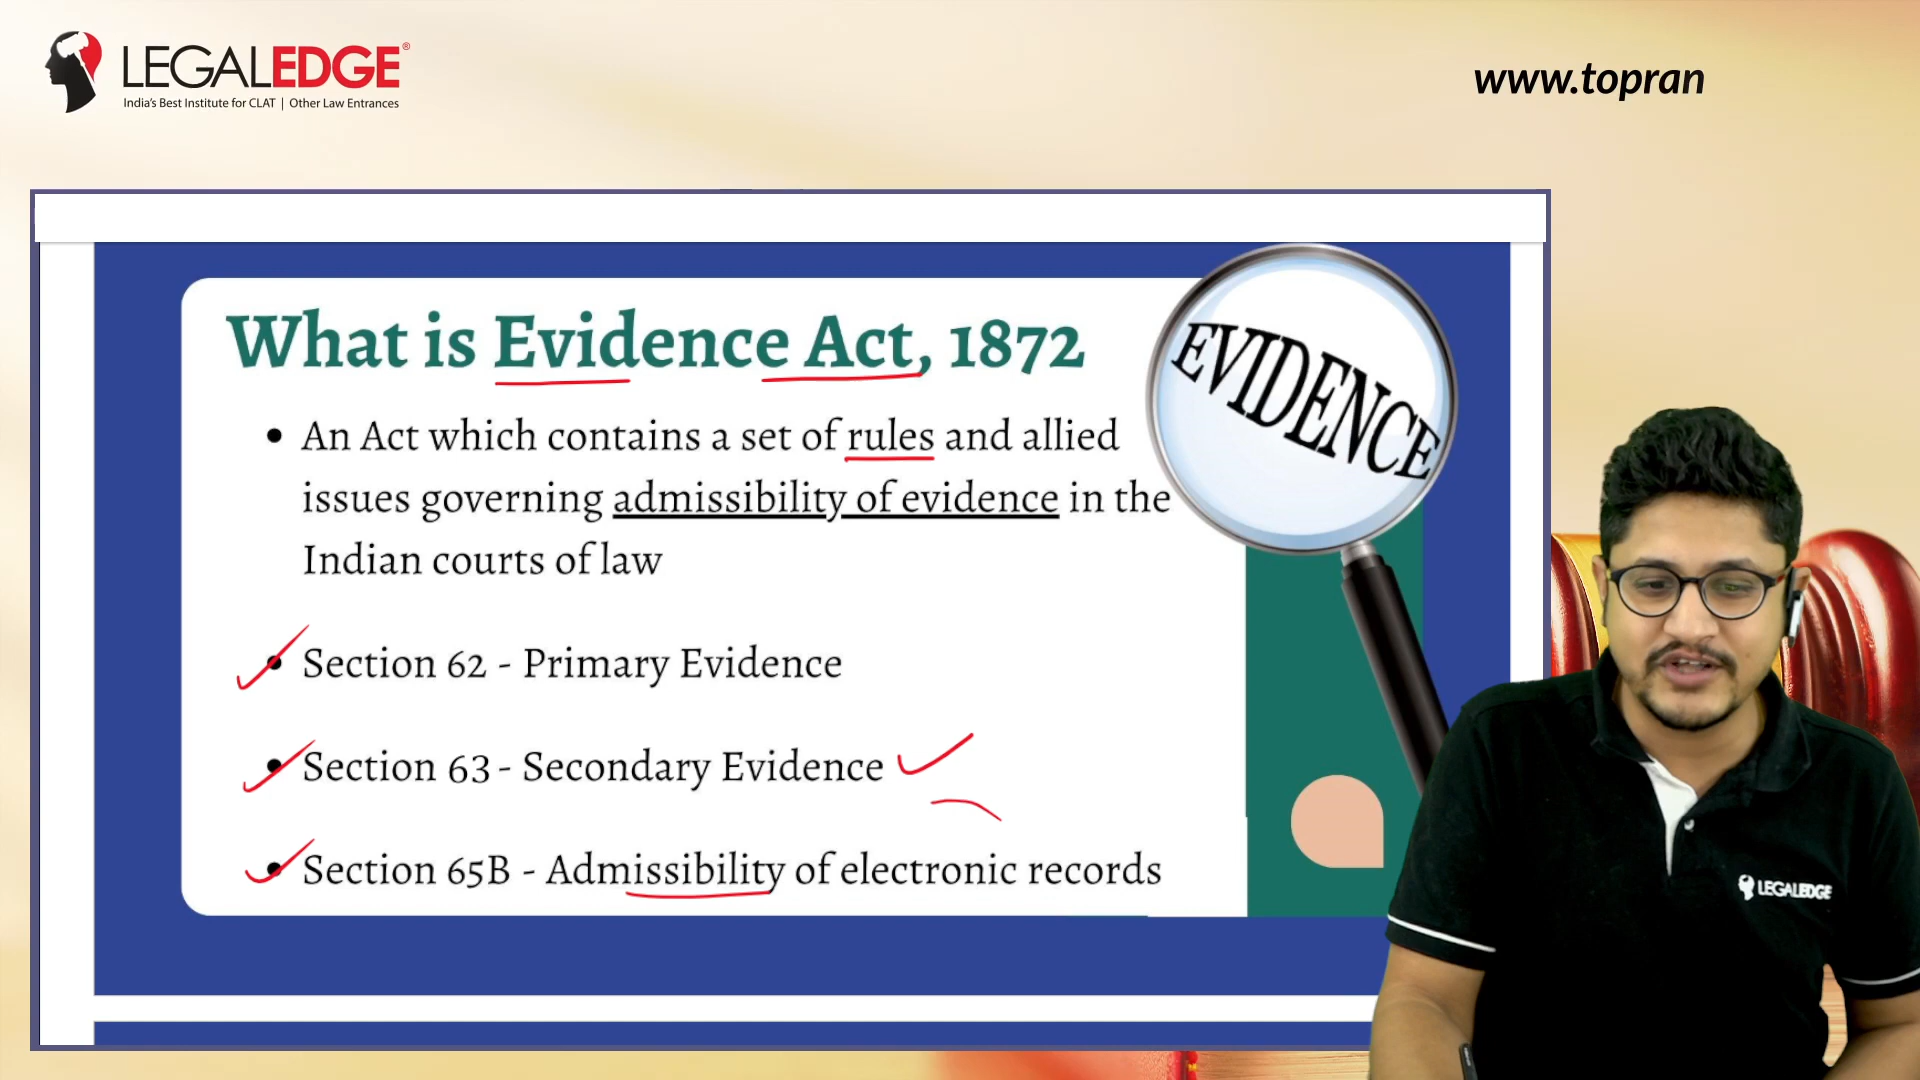 LEGALEDGE®
India's Best Institute for CLAT | Other Law Entrances
www.topran
What is Evidence Act, 1872
EVIDENCE
• An Act which contains a set of rules and allied
issues governing admissibility of evidence in the
Indian courts of law
• Section 62 - Primary Evidence
• Section 63 - Secondary Evidence
• Section 65B - Admissibility of electronic records
LEGALEDGE